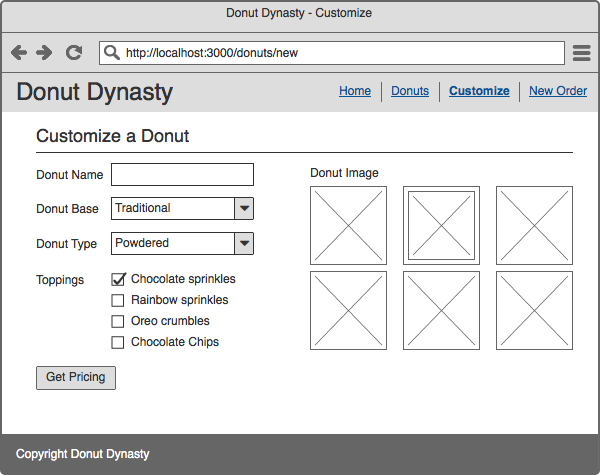 Donut Dynasty - Customize
http://localhost:3000/donuts/new
Donut Dynasty
Home Donuts Customize New Order
Customize a Donut
Donut Name
Donut Base Traditional
Donut Type Powdered
Toppings
Chocolate sprinkles
Rainbow sprinkles
Oreo crumbles
Chocolate Chips
Donut Image
Get Pricing
Copyright Donut Dynasty